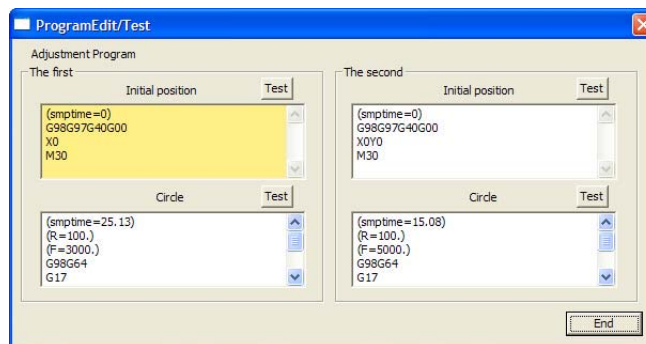 ProgramEdit/Test
Adjustment Program
The first
Initial position
Test
(smptime=0)
G98G97G40G00
X0
M30
Circle
Test
(smptime=25.13)
(R=100.)
(F=3000.)
G98G64
G17
The second
Initial position
Test
(smptime=0)
G98G97G40G00
X0Y0
M30
Circle
Test
(smptime=15.08)
(R=100.)
(F=5000.)
G98G64
G17
End